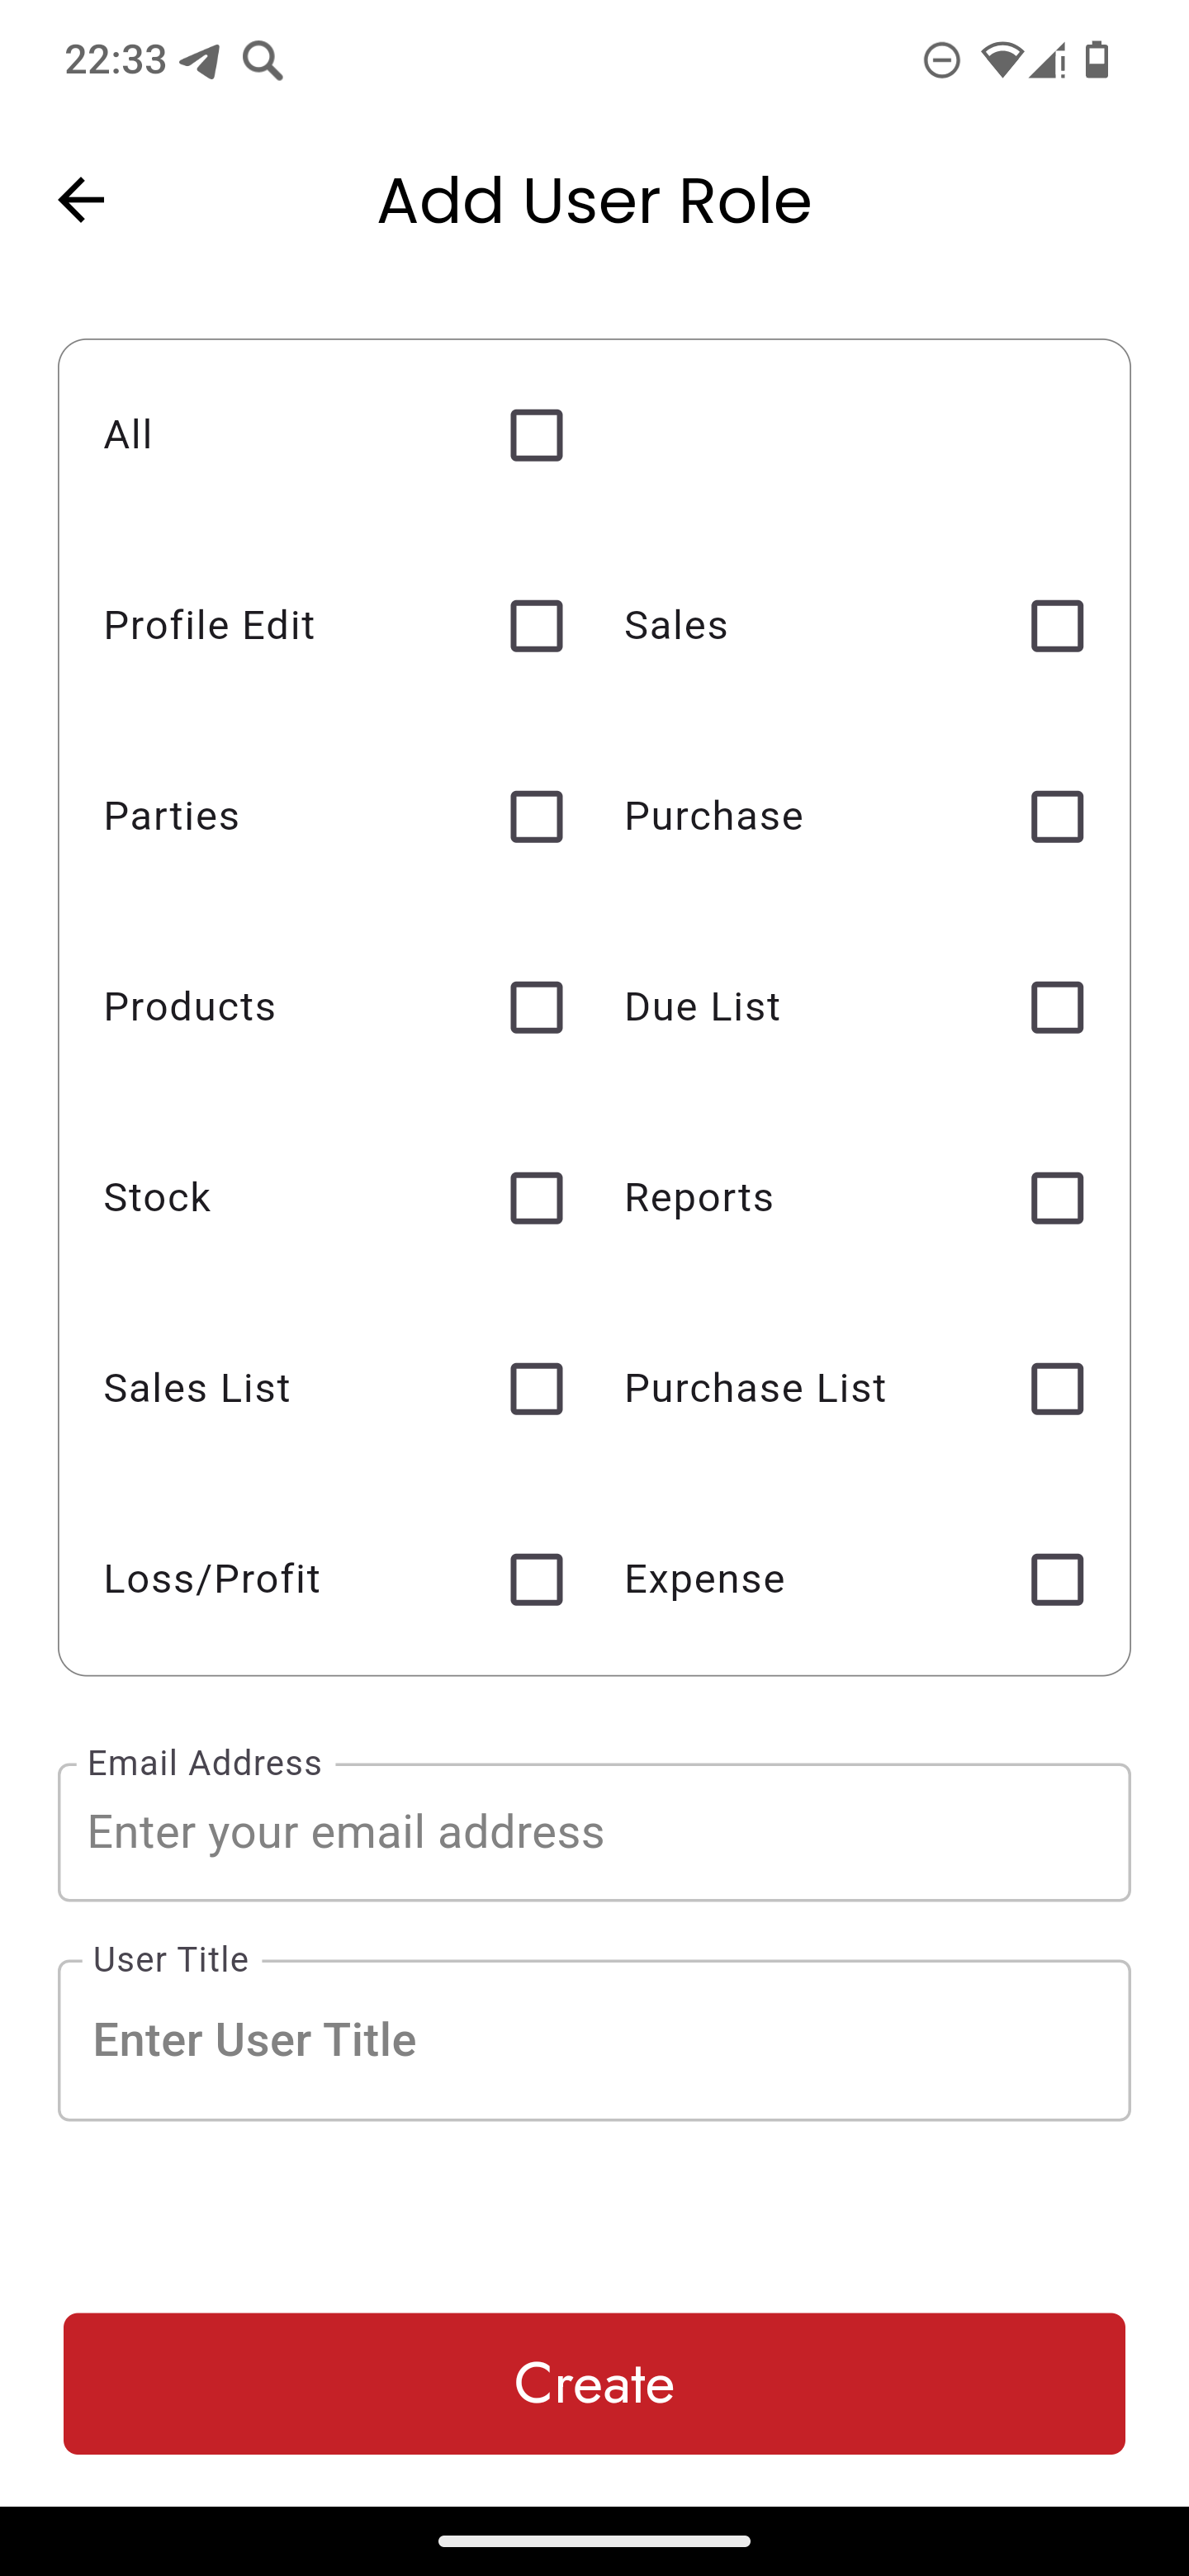 22:33
Add User Role
All
Profile Edit Sales
Parties Purchase
Products Due List
Stock Reports
Sales List Purchase List
Loss/Profit Expense
Email Address
Enter your email address
User Title
Enter User Title
Create